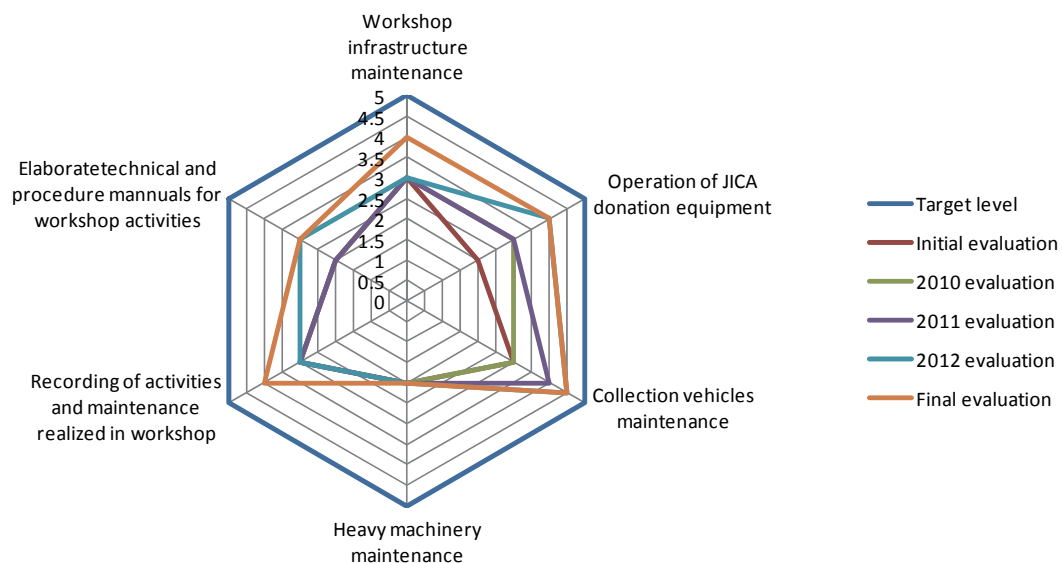 Workshop
infrastructure
maintenance
5
4.5
4
3.5
3
2.5
2
1.5
1
0.5
0
Operation of JICA
donation equipment
Collection vehicles
maintenance
Heavy machinery
maintenance
Recording of activities
and maintenance
realized in workshop
Elaboratetechnical and
procedure mannuals for
workshop activities
Target level
Initial evaluation
2010 evaluation
2011 evaluation
2012 evaluation
Final evaluation